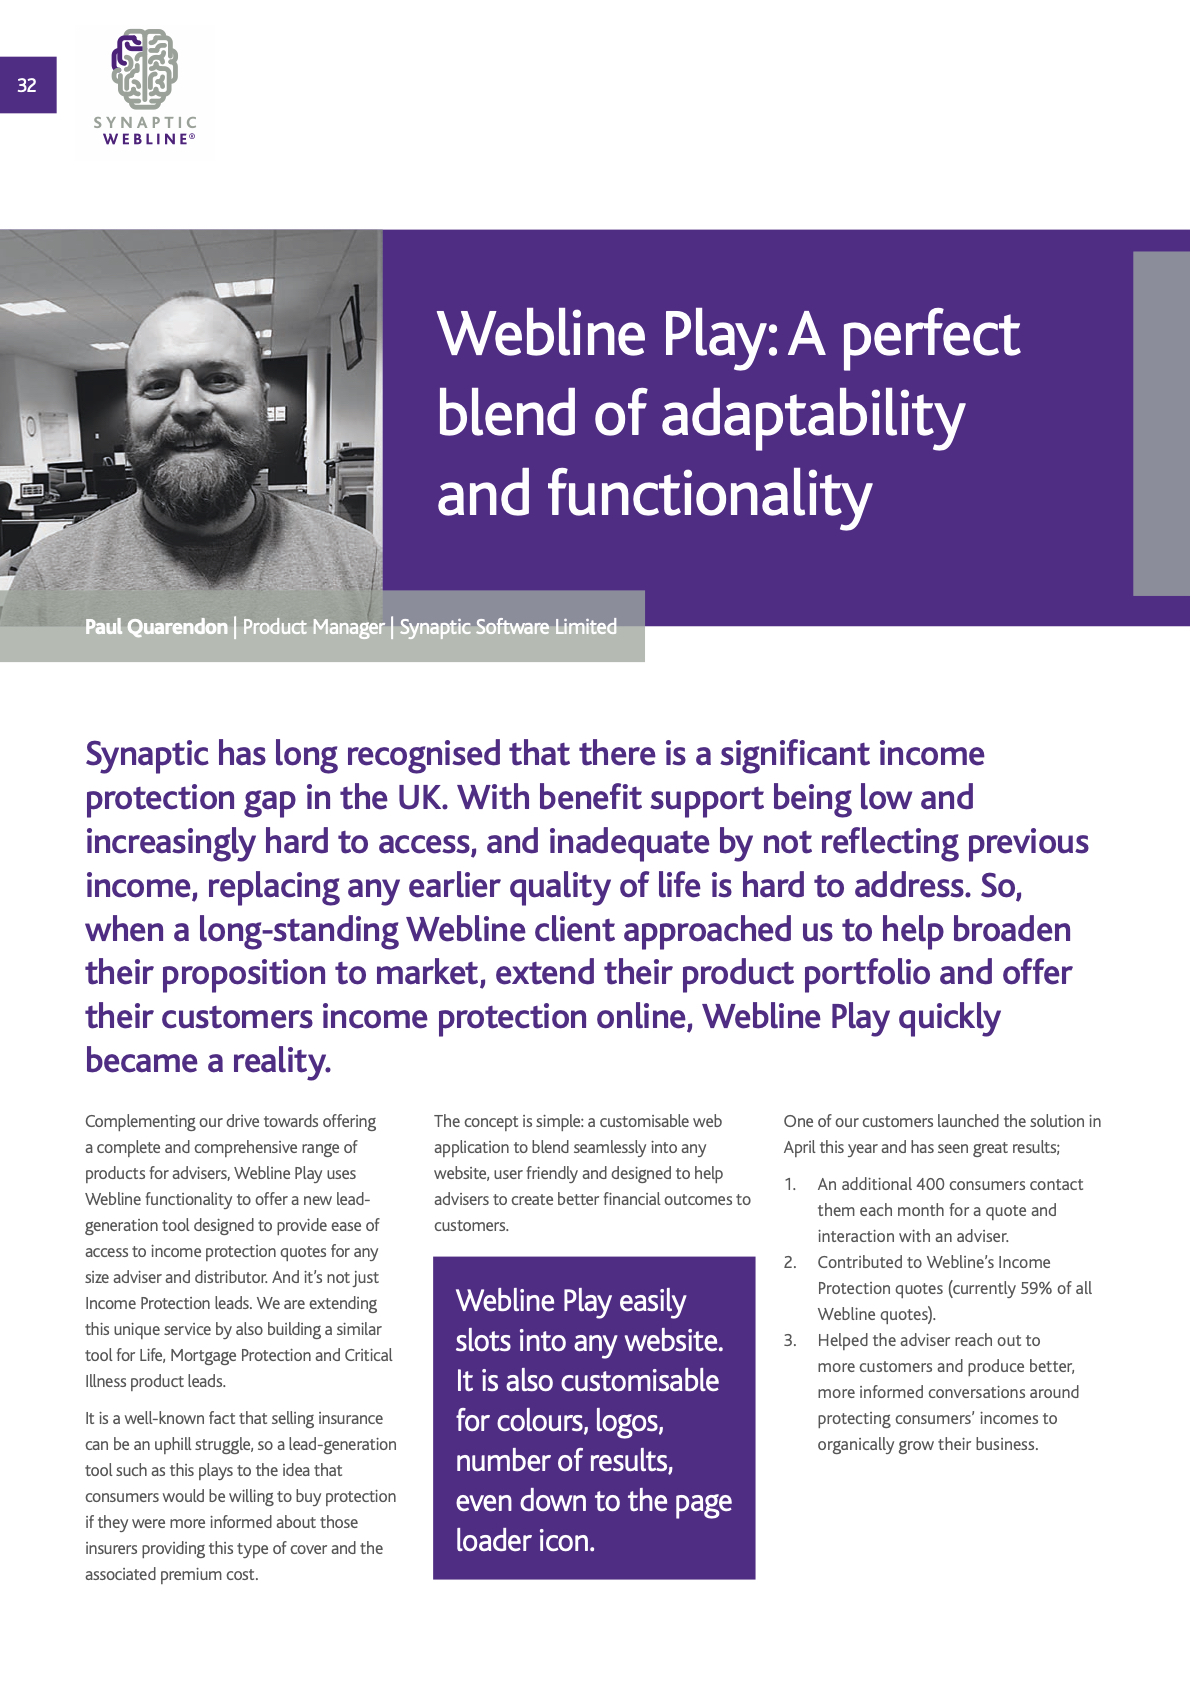 32
SYNAPTIC
WEBLINE®
Webline Play: A perfect
blend of adaptability
and functionality
Paul Quarendon | Product Manager | Synaptic Software Limited
Synaptic has long recognised that there is a significant income
protection gap in the UK. With benefit support being low and
increasingly hard to access, and inadequate by not reflecting previous
income, replacing any earlier quality of life is hard to address. So,
when a long-standing Webline client approached us to help broaden
their proposition to market, extend their product portfolio and offer
their customers income protection online, Webline Play quickly
became a reality.
Complementing our drive towards offering
a complete and comprehensive range of
products for advisers, Webline Play uses
Webline functionality to offer a new lead-
generation tool designed to provide ease of
access to income protection quotes for any
size adviser and distributor. And it's not just
Income Protection leads. We are extending
this unique service by also building a similar
tool for Life, Mortgage Protection and Critical
Illness product leads.
It is a well-known fact that selling insurance
can be an uphill struggle, so a lead-generation
tool such as this plays to the idea that
consumers would be willing to buy protection
if they were more informed about those
insurers providing this type of cover and the
associated premium cost.
The concept is simple: a customisable web
application to blend seamlessly into any
website, user friendly and designed to help
advisers to create better financial outcomes to
customers.
Webline Play easily
slots into any website.
It is also customisable
for colours, logos,
number of results,
even down to the page
loader icon.
One of our customers launched the solution in
April this year and has seen great results;
1. An additional 400 consumers contact
them each month for a quote and
interaction with an adviser.
2. Contributed to Webline's Income
Protection quotes (currently 59% of all
Webline quotes).
3. Helped the adviser reach out to
more customers and produce better,
more informed conversations around
protecting consumers' incomes to
organically grow their business.